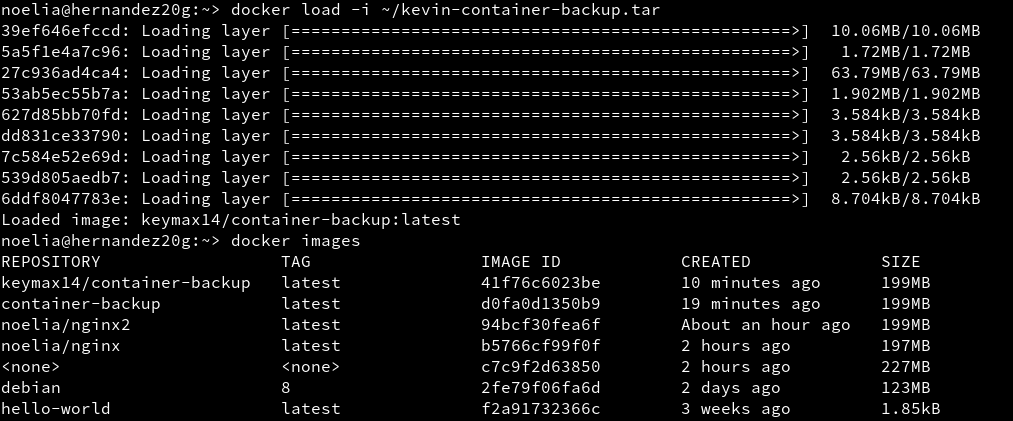 noelia@hernandez20g:~> docker load -i ~/kevin-container-backup.tar
39ef646efccd: Loading layer [==================================================>]  10.06MB/10.06MB
5a5f1e4a7c96: Loading layer [==================================================>]   1.72MB/1.72MB
27c936ad4ca4: Loading layer [==================================================>]  63.79MB/63.79MB
53ab5ec55b7a: Loading layer [==================================================>]  1.902MB/1.902MB
627d85bb70fd: Loading layer [==================================================>]  3.584kB/3.584kB
dd831ce33790: Loading layer [==================================================>]  3.584kB/3.584kB
7c584e52e69d: Loading layer [==================================================>]   2.56kB/2.56kB
539d805aedb7: Loading layer [==================================================>]   2.56kB/2.56kB
6ddf8047783e: Loading layer [==================================================>]  8.704kB/8.704kB
Loaded image: keymax14/container-backup:latest
noelia@hernandez20g:~> docker images
REPOSITORY                  TAG                 IMAGE ID            CREATED             SIZE
keymax14/container-backup   latest              41f76c6023be        10 minutes ago      199MB
container-backup            latest              d0fa0d1350b9        19 minutes ago      199MB
noelia/nginx2               latest              94bcf30fea6f        About an hour ago   199MB
noelia/nginx                latest              b5766cf99f0f        2 hours ago         197MB
<none>                      <none>              c7c9f2d63850        2 hours ago         227MB
debian                      8                   2fe79f06fa6d        2 days ago          123MB
hello-world                 latest              f2a91732366c        3 weeks ago         1.85kB